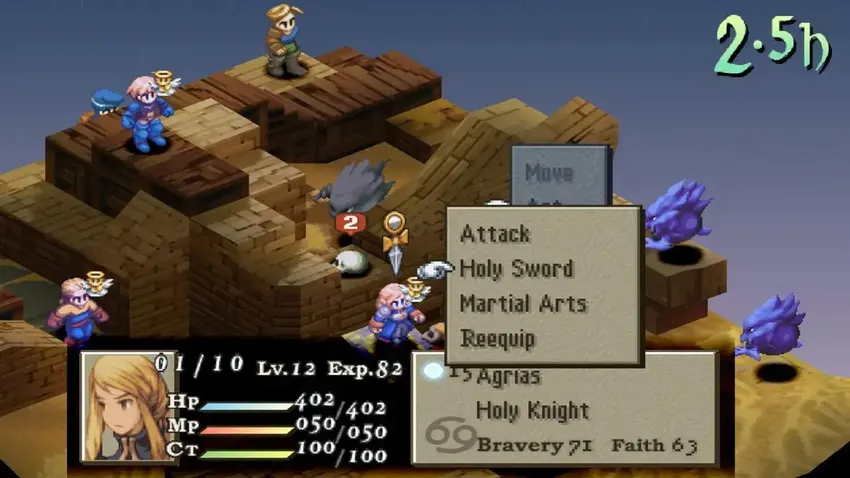 2.5h
Move
2
Attack
Holy Sword
Martial Arts
Reequip
01/10 Lv.12 Exp.82
Hp 402/402
Mp 050/050
Ct 100/100
15 Agrias
Holy Knight
Bravery 71 Faith 63